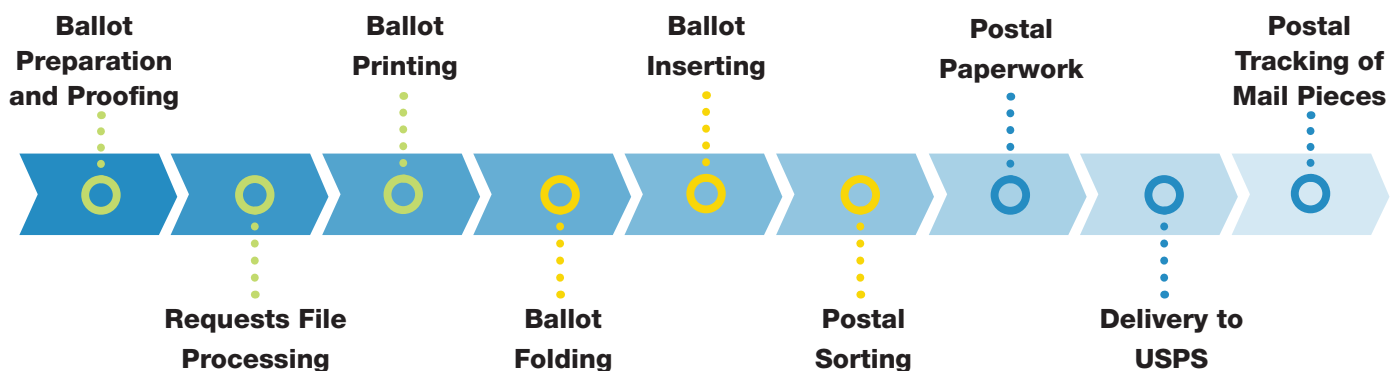 Ballot
Preparation
and Proofing
Requests File
Processing
Ballot
Printing
Ballot
Folding
Ballot
Inserting
Postal
Sorting
Postal
Paperwork
Delivery to
USPS
Postal
Tracking of
Mail Pieces